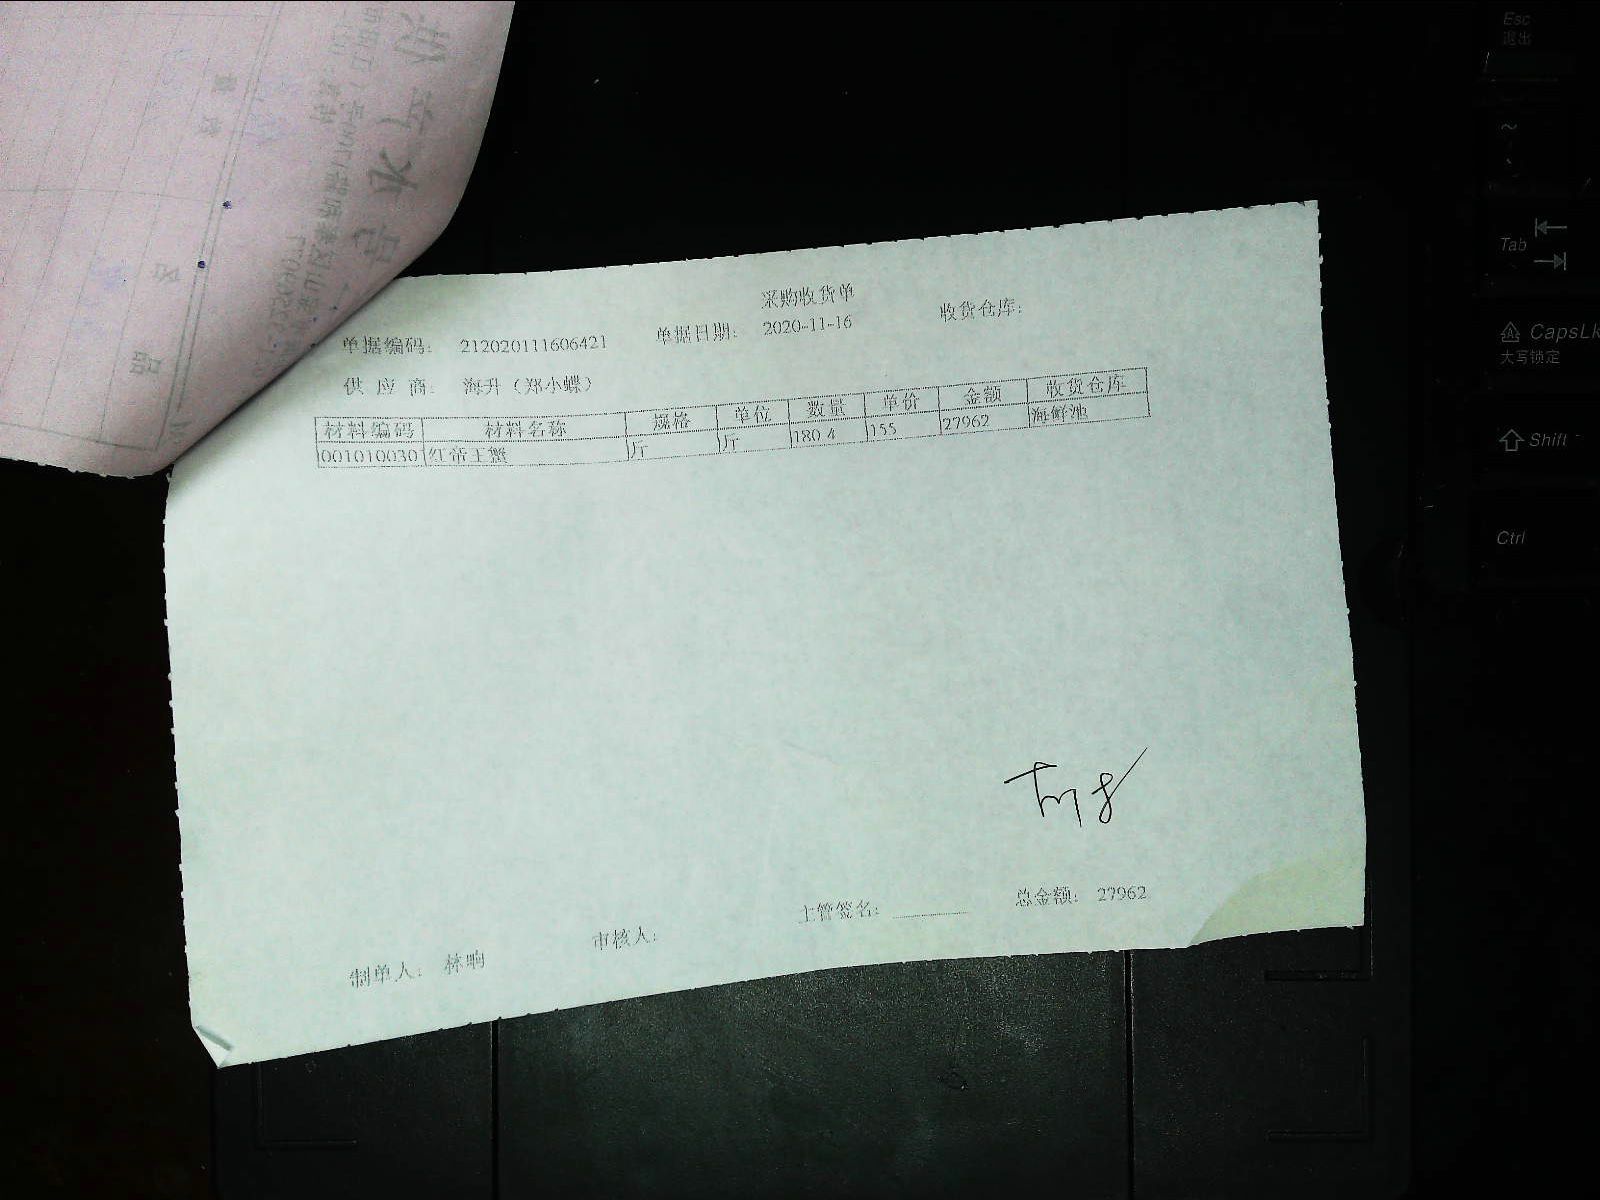 采购收货单
单据编码: 212020111606421 单据日期: 2020-11-16 收货仓库:
供 应 商: 海升（郑小蝶）
材料编码 材料名称 规格 单位 数量 单价 金额 收货仓库
001010030 红帝王蟹 斤 斤 180.4 155 27962 海鲜池
制单人: 林响 审核人: 主管签名: 总金额: 27962
Esc
退出
~
Tab
CapsLk
大写锁定
Shift
Ctrl